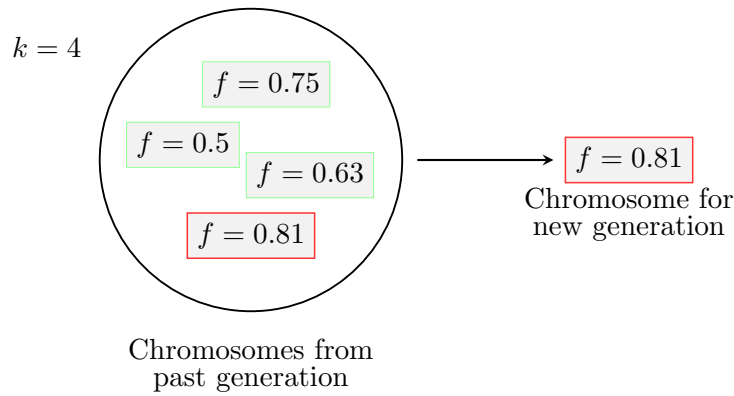 k = 4
f = 0.75
f = 0.5
f = 0.63
f = 0.81
f = 0.81
Chromosome for
new generation
Chromosomes from
past generation